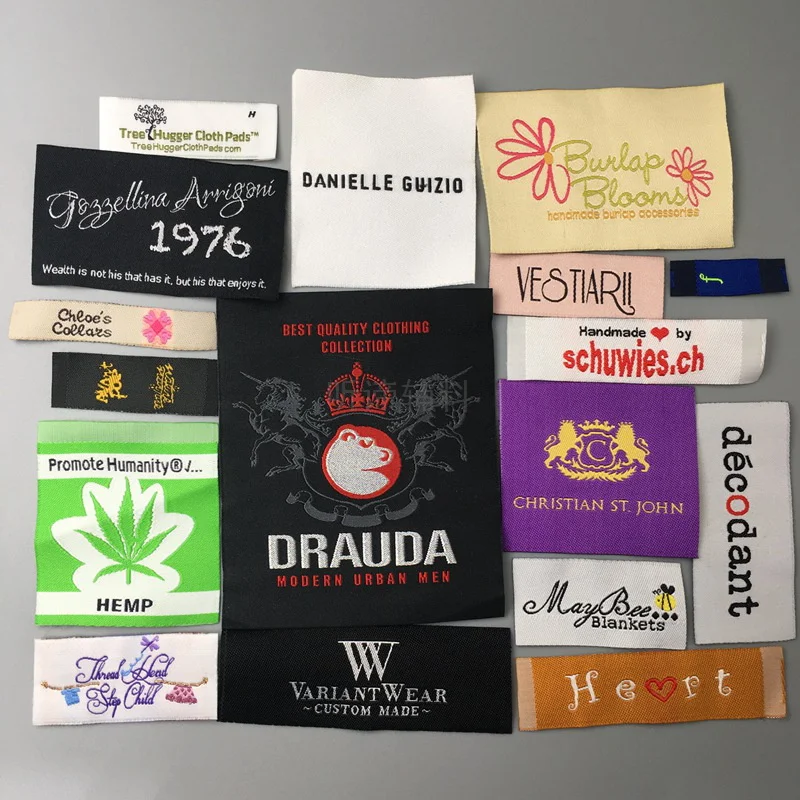 H
Tree Hugger Cloth Pads™
TreeHuggerClothPads.com
Gozzellina Arrigoni
1976
Wealth is not his that has it, but his that enjoys it.
DANIELLE GUIZIO
Burlap
Blooms
handmade burlap accessories
VESTIARII
f
Chloe's
Collars
Handmade ❤ by
schuwies.ch
BEST QUALITY CLOTHING
COLLECTION
DRAUDA
MODERN URBAN MEN
C
CHRISTIAN ST. JOHN
décodant
Promote Humanity® J...
HEMP
MayBee...
Blankets
Thread Head
Step Child
VW
VARIANTWEAR
~CUSTOM MADE~
He❤rt